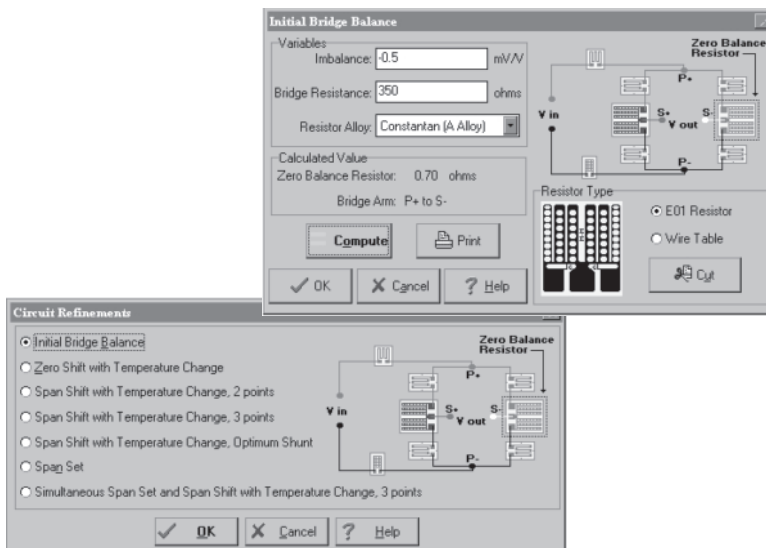 Initial Bridge Balance
Variables
Imbalance: -0.5 mV/V
Bridge Resistance: 350 ohms
Resistor Alloy: Constantan (A Alloy)
Calculated Value
Zero Balance Resistor: 0.70 ohms
Bridge Arm: P+ to S-
Compute
Print
OK
Cancel
? Help
Zero Balance
Resistor
P+
V in
S+
V out
S-
P-
Resistor Type
E01 Resistor
Wire Table
Cut
Circuit Refinements
Initial Bridge Balance
Zero Shift with Temperature Change
Span Shift with Temperature Change, 2 points
Span Shift with Temperature Change, 3 points
Span Shift with Temperature Change, Optimum Shunt
Span Set
Simultaneous Span Set and Span Shift with Temperature Change, 3 points
Zero Balance
Resistor
P+
V in
S+
V out
S-
P-
OK
Cancel
? Help